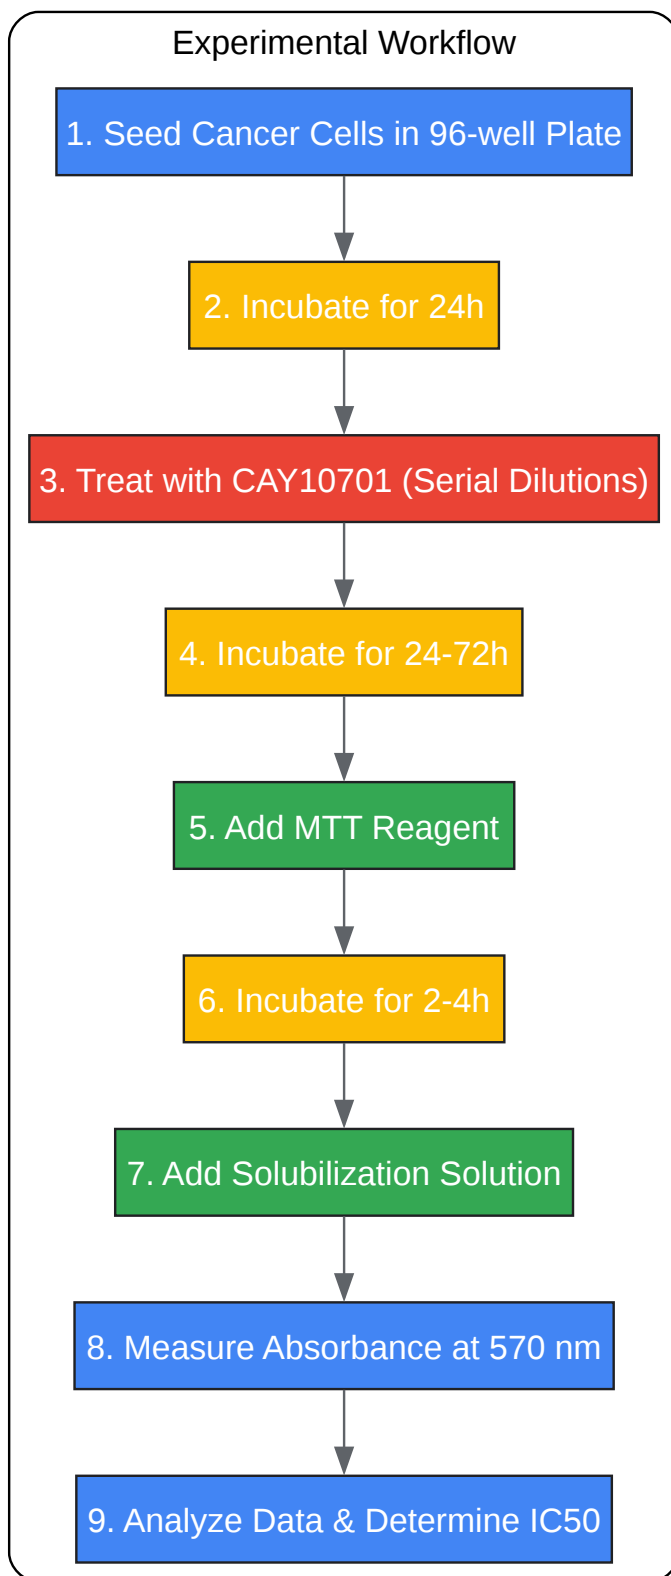 Experimental Workflow
1. Seed Cancer Cells in 96-well Plate
2. Incubate for 24h
3. Treat with CAY10701 (Serial Dilutions)
4. Incubate for 24-72h
5. Add MTT Reagent
6. Incubate for 2-4h
7. Add Solubilization Solution
8. Measure Absorbance at 570 nm
9. Analyze Data & Determine IC50